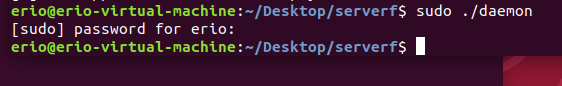 erio@erio-virtual-machine:~/Desktop/serverf$ sudo ./daemon
[sudo] password for erio:
erio@erio-virtual-machine:~/Desktop/serverf$